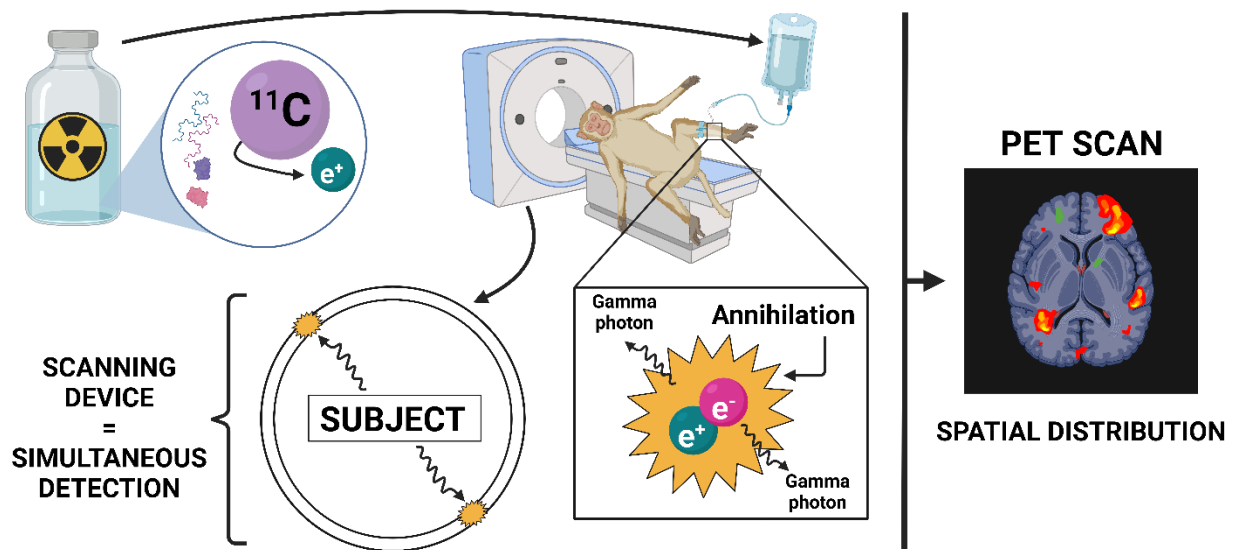 ¹¹C
e⁺
SCANNING
DEVICE
=
SIMULTANEOUS
DETECTION
SUBJECT
Gamma
photon
Annihilation
e⁻
e⁺
Gamma
photon
PET SCAN
SPATIAL DISTRIBUTION